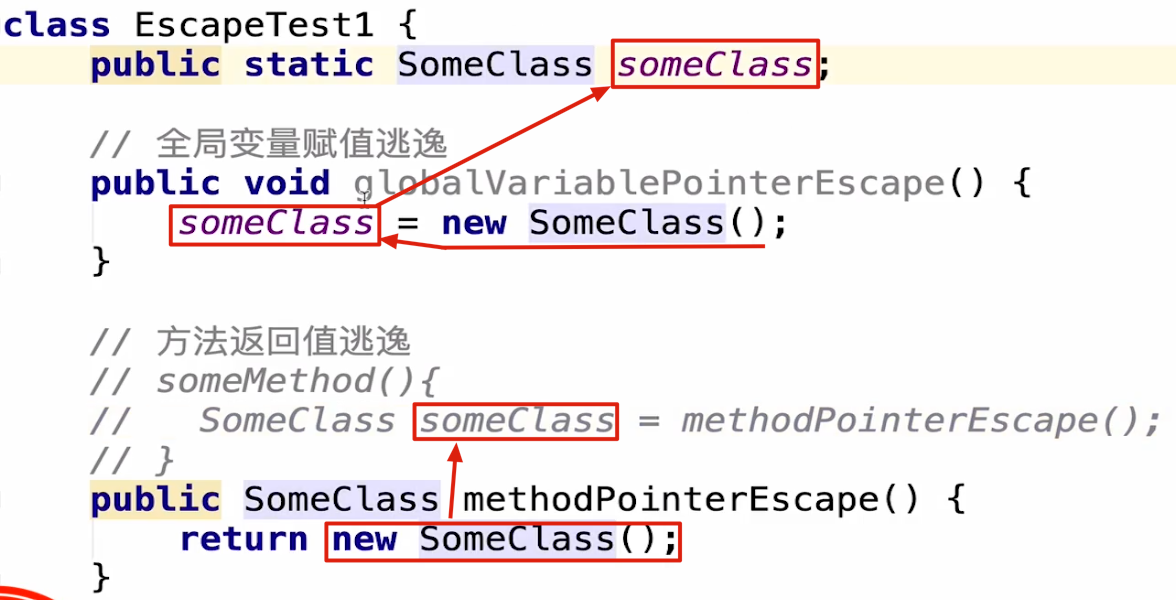 class EscapeTest1 {
public static SomeClass someClass;
// 全局变量赋值逃逸
public void globalVariablePointerEscape() {
someClass = new SomeClass();
}
// 方法返回值逃逸
// someMethod(){
// SomeClass someClass = methodPointerEscape();
// }
public SomeClass methodPointerEscape() {
return new SomeClass();
}